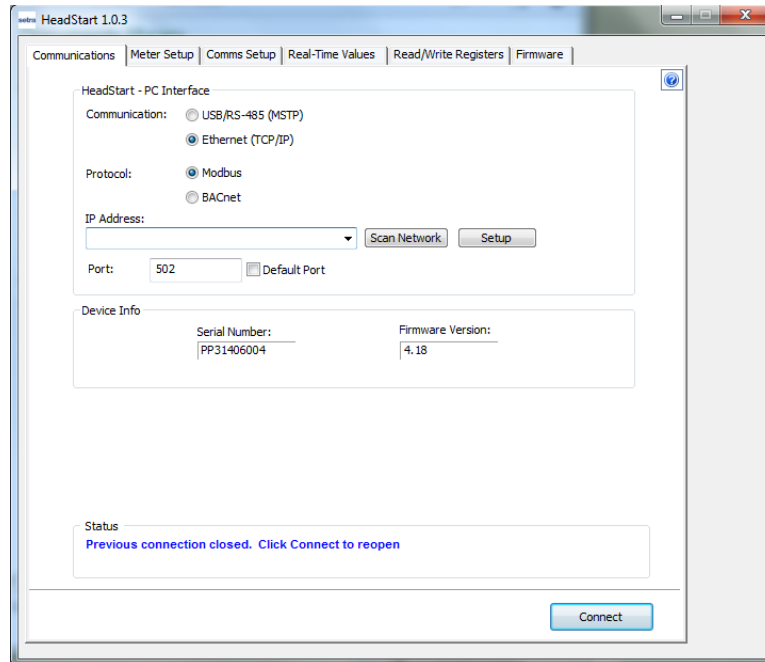 setra HeadStart 1.0.3
Communications Meter Setup Comms Setup Real-Time Values Read/Write Registers Firmware
HeadStart - PC Interface
Communication: USB/RS-485 (MSTP)
Ethernet (TCP/IP)
Protocol: Modbus
BACnet
IP Address:
Scan Network Setup
Port: 502 Default Port
Device Info
Serial Number: Firmware Version:
PP31406004 4.18
Status
Previous connection closed. Click Connect to reopen
Connect